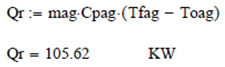 Qr := mag·Cpag·(Tfag − Toag)
Qr = 105.62 KW